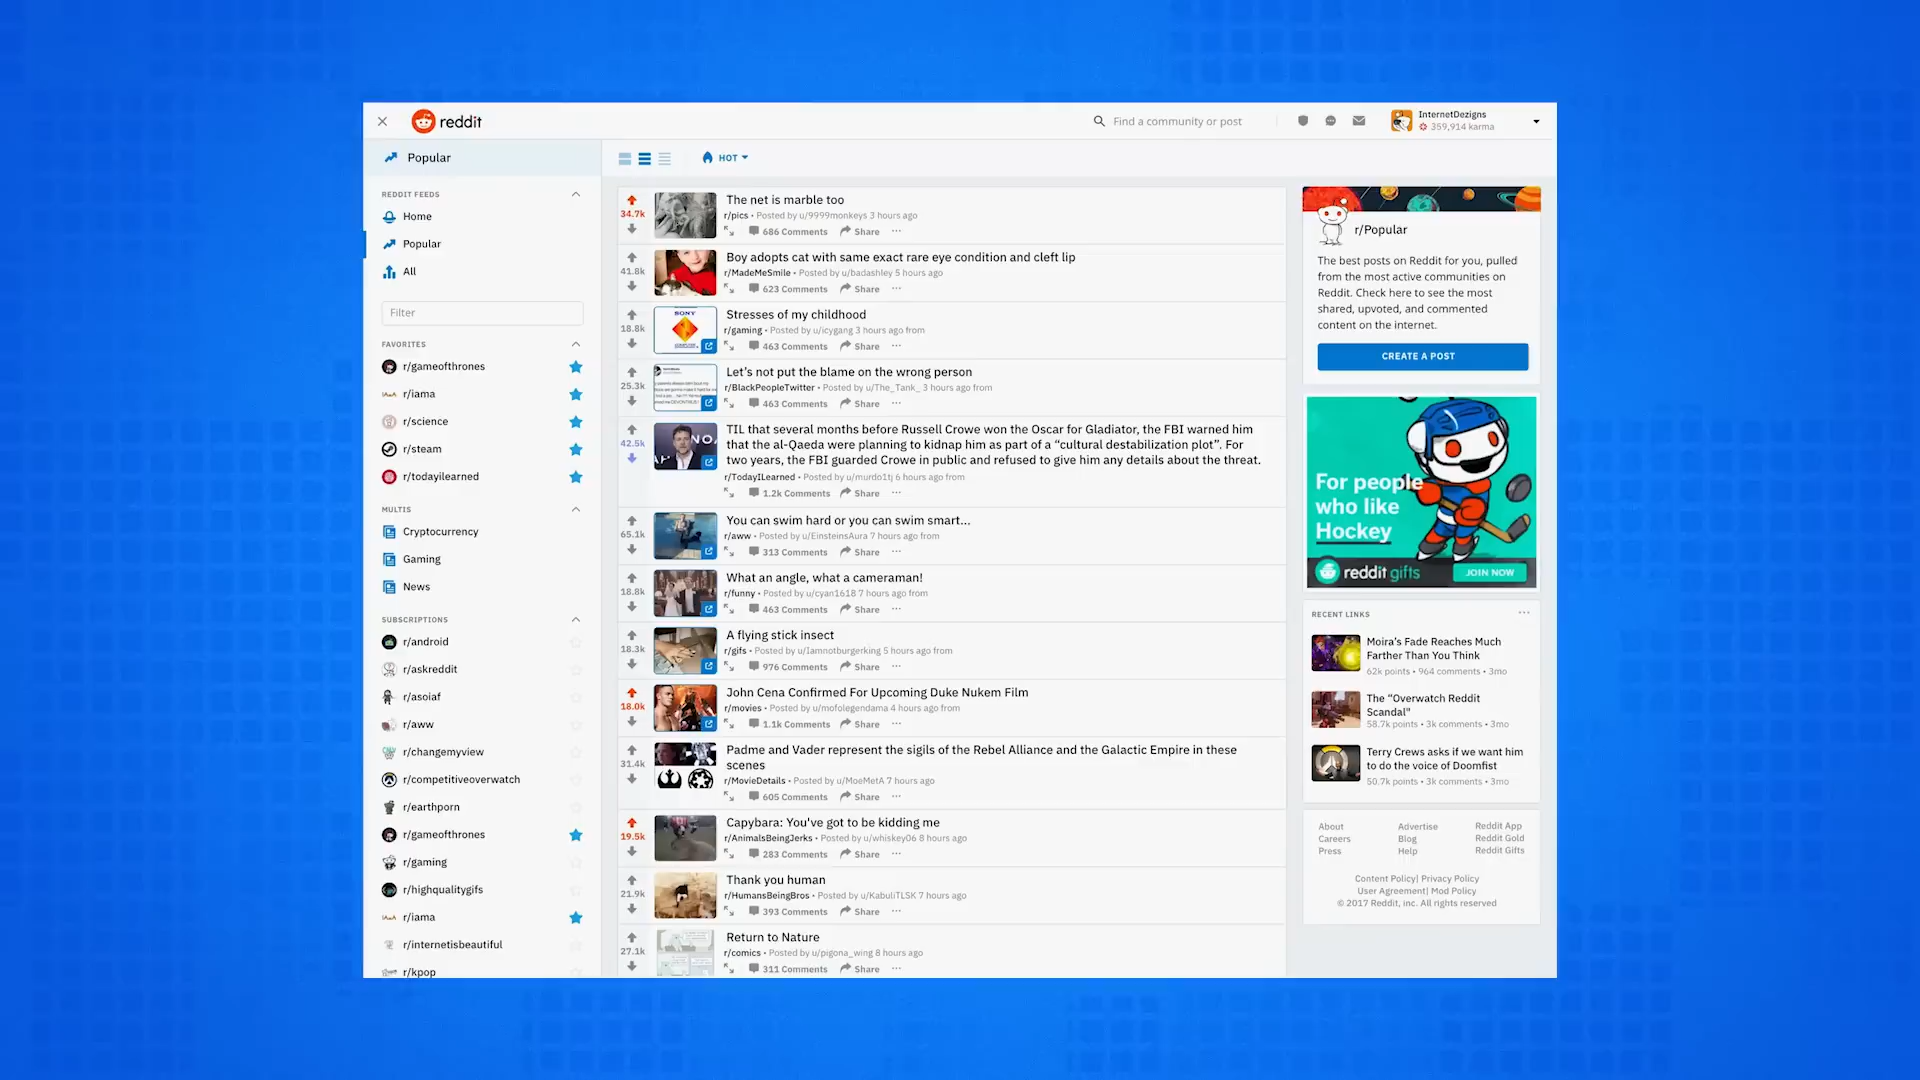 reddit
Find a community or post
InternetDezigns
359,914 karma
Popular
HOT
REDDIT FEEDS
Home
Popular
All
Filter
FAVORITES
r/gameofthrones
r/iama
r/science
r/steam
r/todayilearned
MULTIS
Cryptocurrency
Gaming
News
SUBSCRIPTIONS
r/android
r/askreddit
r/asoiaf
r/aww
r/changemyview
r/competitiveoverwatch
r/earthporn
r/gameofthrones
r/gaming
r/highqualitygifs
r/iama
r/internetisbeautiful
r/kpop
34.7k
The net is marble too
r/pics • Posted by u/9999monkeys 3 hours ago
686 Comments Share
41.8k
Boy adopts cat with same exact rare eye condition and cleft lip
r/MadeMeSmile • Posted by u/badashley 5 hours ago
623 Comments Share
18.8k
SONY
Stresses of my childhood
r/gaming • Posted by u/icygang 3 hours ago from
463 Comments Share
25.3k
Let's not put the blame on the wrong person
r/BlackPeopleTwitter • Posted by u/The_Tank_ 3 hours ago from
463 Comments Share
42.5k
TIL that several months before Russell Crowe won the Oscar for Gladiator, the FBI warned him
that the al-Qaeda were planning to kidnap him as part of a “cultural destabilization plot”. For
two years, the FBI guarded Crowe in public and refused to give him any details about the threat.
r/TodayILearned • Posted by u/murdo1tj 6 hours ago from
1.2k Comments Share
65.1k
You can swim hard or you can swim smart...
r/aww • Posted by u/EinsteinsAura 7 hours ago from
313 Comments Share
18.8k
What an angle, what a cameraman!
r/funny • Posted by u/cyan1618 7 hours ago from
463 Comments Share
18.3k
A flying stick insect
r/gifs • Posted by u/Iamnotburgerking 5 hours ago from
976 Comments Share
18.0k
John Cena Confirmed For Upcoming Duke Nukem Film
r/movies • Posted by u/mofolegendama 4 hours ago from
1.1k Comments Share
31.4k
Padme and Vader represent the sigils of the Rebel Alliance and the Galactic Empire in these
scenes
r/MovieDetails • Posted by u/MoeMetA 7 hours ago
605 Comments Share
19.5k
Capybara: You've got to be kidding me
r/AnimalsBeingJerks • Posted by u/whiskey06 8 hours ago
283 Comments Share
21.9k
Thank you human
r/HumansBeingBros • Posted by u/KabuliTLSK 7 hours ago
393 Comments Share
27.1k
Return to Nature
r/comics • Posted by u/pigona_wing 8 hours ago
311 Comments Share
r/Popular
The best posts on Reddit for you, pulled
from the most active communities on
Reddit. Check here to see the most
shared, upvoted, and commented
content on the internet.
CREATE A POST
For people
who like
Hockey
reddit gifts JOIN NOW
RECENT LINKS
Moira's Fade Reaches Much
Farther Than You Think
62k points • 964 comments • 3mo
The “Overwatch Reddit
Scandal"
58.7k points • 3k comments • 3mo
Terry Crews asks if we want him
to do the voice of Doomfist
50.7k points • 3k comments • 3mo
About Advertise Reddit App
Careers Blog Reddit Gold
Press Help Reddit Gifts
Content Policy| Privacy Policy
User Agreement| Mod Policy
© 2017 Reddit, inc. All rights reserved